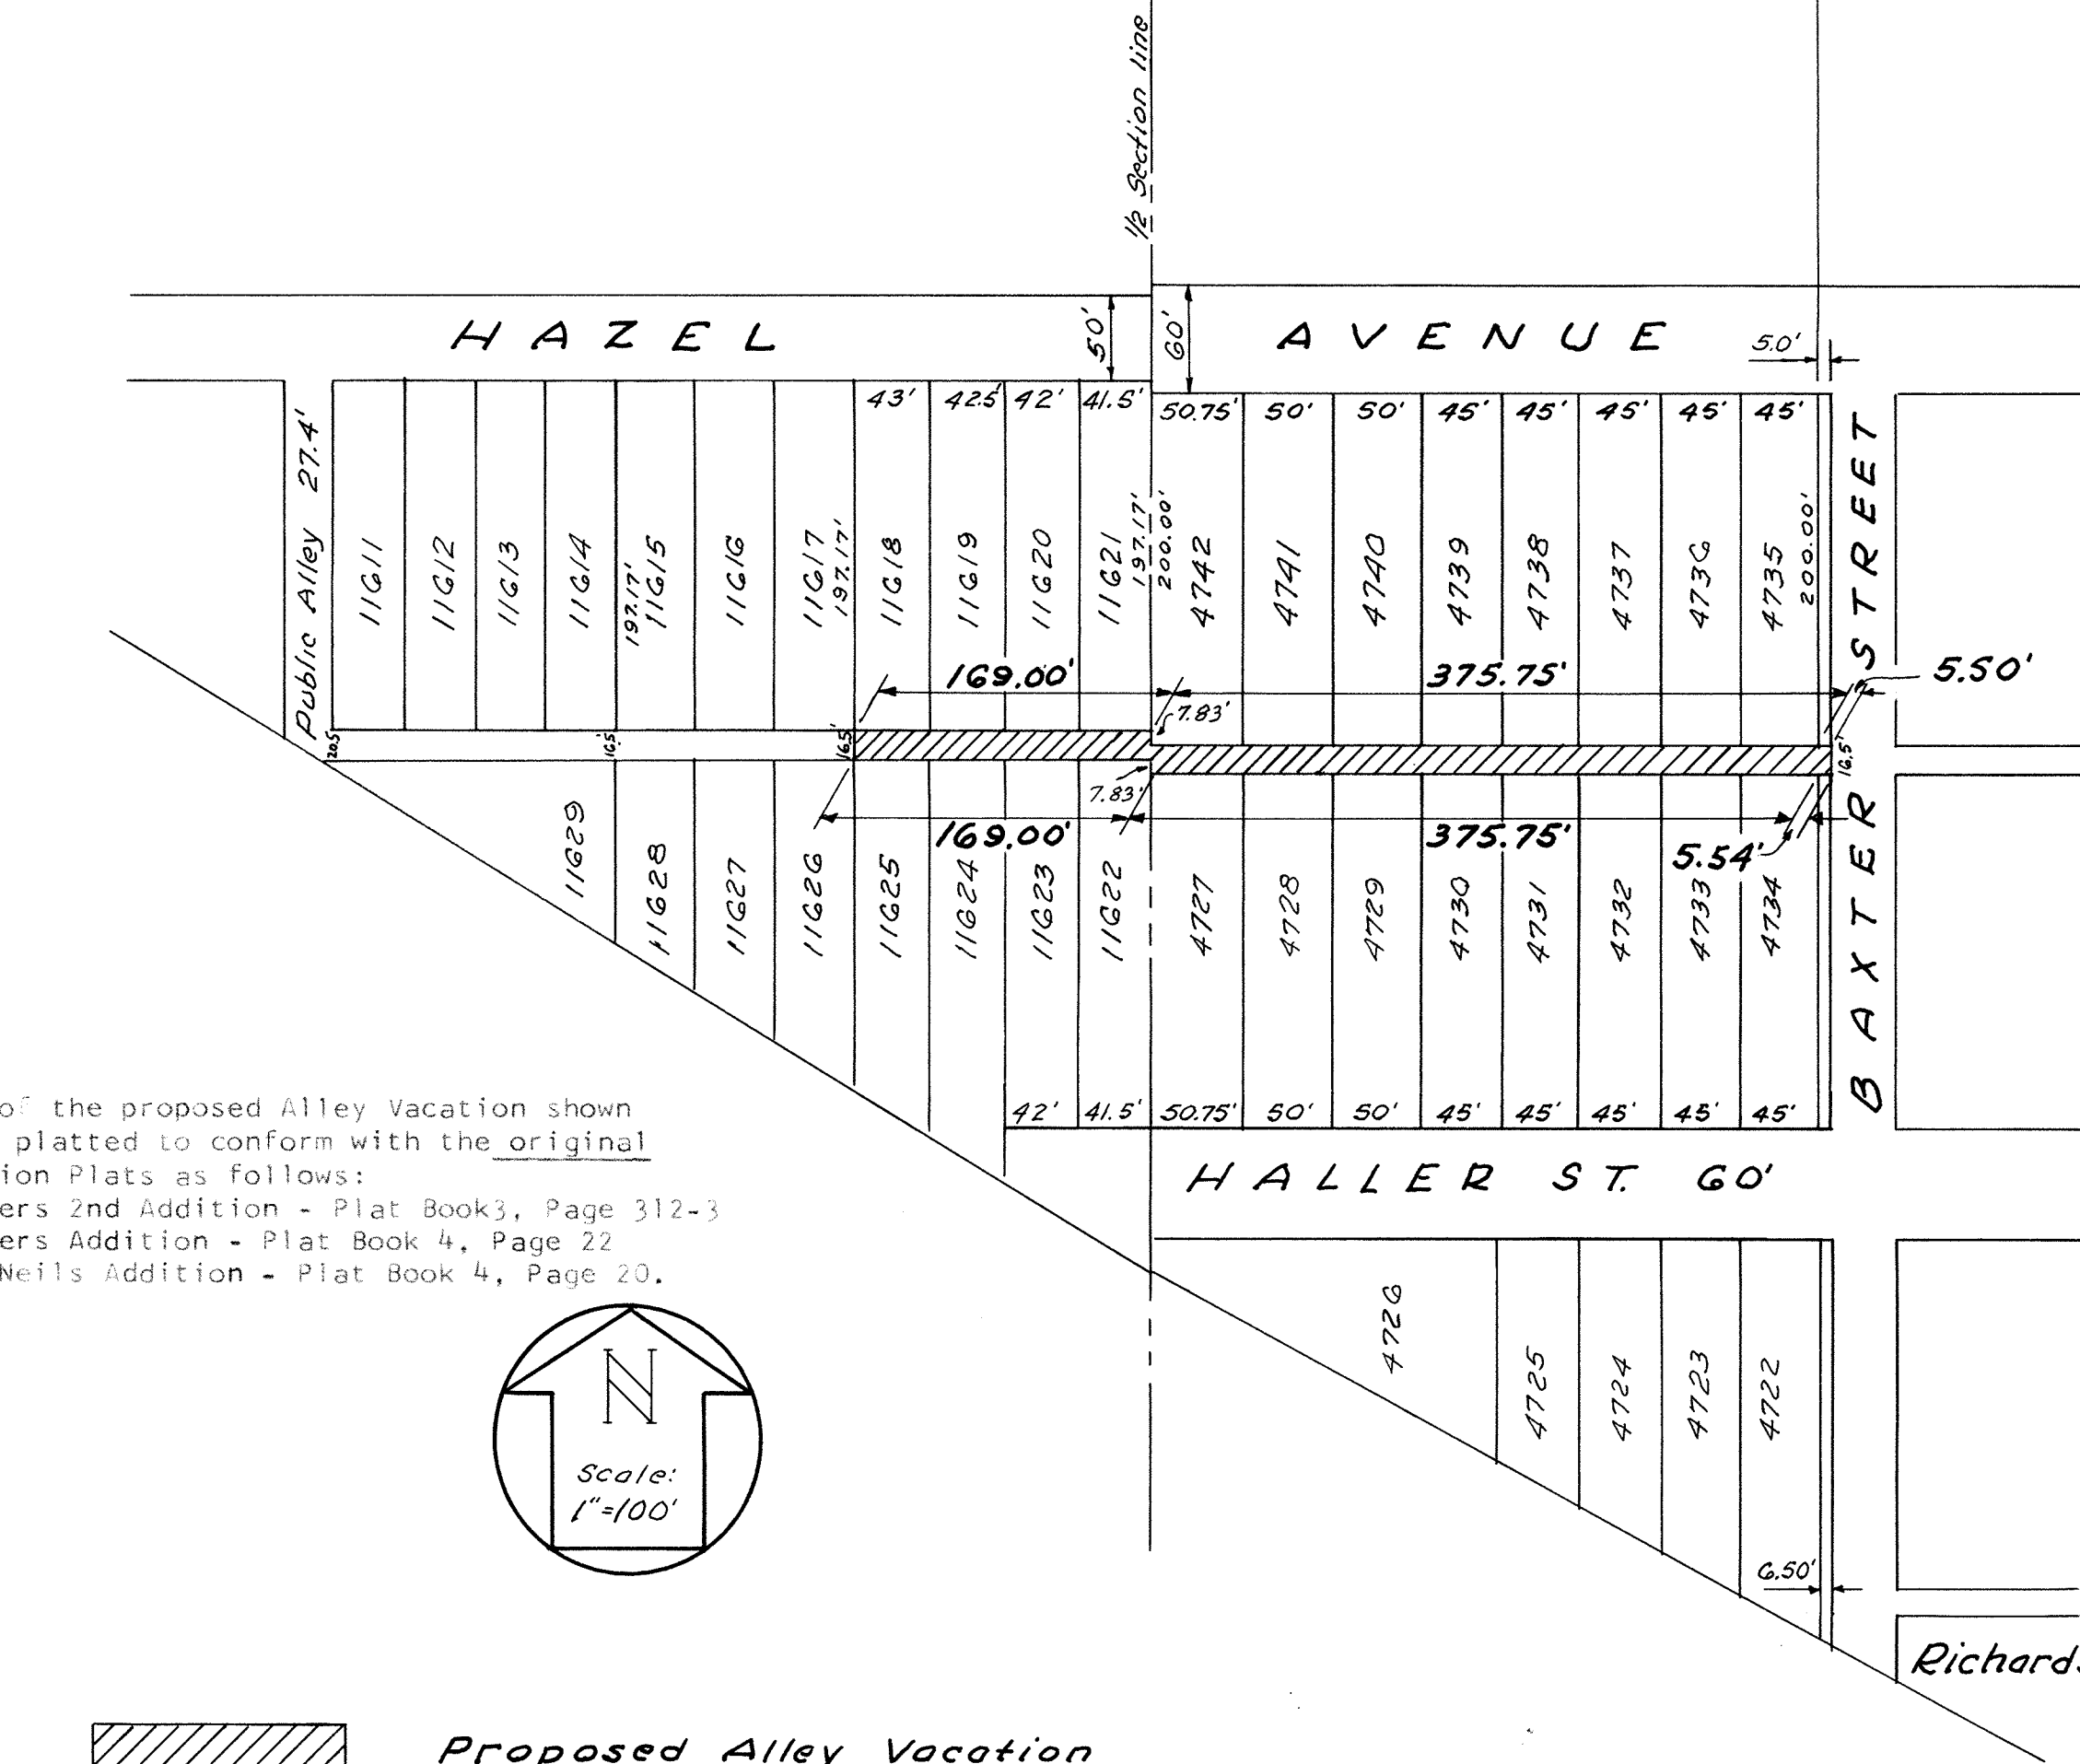 1/2 Section line
HAZEL AVENUE
50'
60'
5.0'
Public Alley 27.4'
43' 42.5' 42' 41.5' 50.75' 50' 50' 45' 45' 45' 45' 45'
11611
11612
11613
11614
197.17'
11615
11616
11617
197.17'
11618
11619
11620
11621
197.17'
200.00'
4742
4741
4740
4739
4738
4737
4736
4735
200.00'
BAXTER STREET
169.00' 375.75' 5.50'
7.83'
20.5' 16.5' 16.5' 16.5'
7.83'
169.00' 375.75'
5.54'
11629
11628
11627
11626
11625
11624
11623
11622
4727
4728
4729
4730
4731
4732
4733
4734
42' 41.5' 50.75' 50' 50' 45' 45' 45' 45' 45'
HALLER ST. 60'
of the proposed Alley Vacation shown
platted to conform with the original
ion Plats as follows:
ers 2nd Addition - Plat Book3, Page 312-3
ers Addition - Plat Book 4, Page 22
Neils Addition - Plat Book 4, Page 20.
N
Scale:
1"=100'
4726
4725
4724
4723
4722
6.50'
Richards
Proposed Alley Vacation